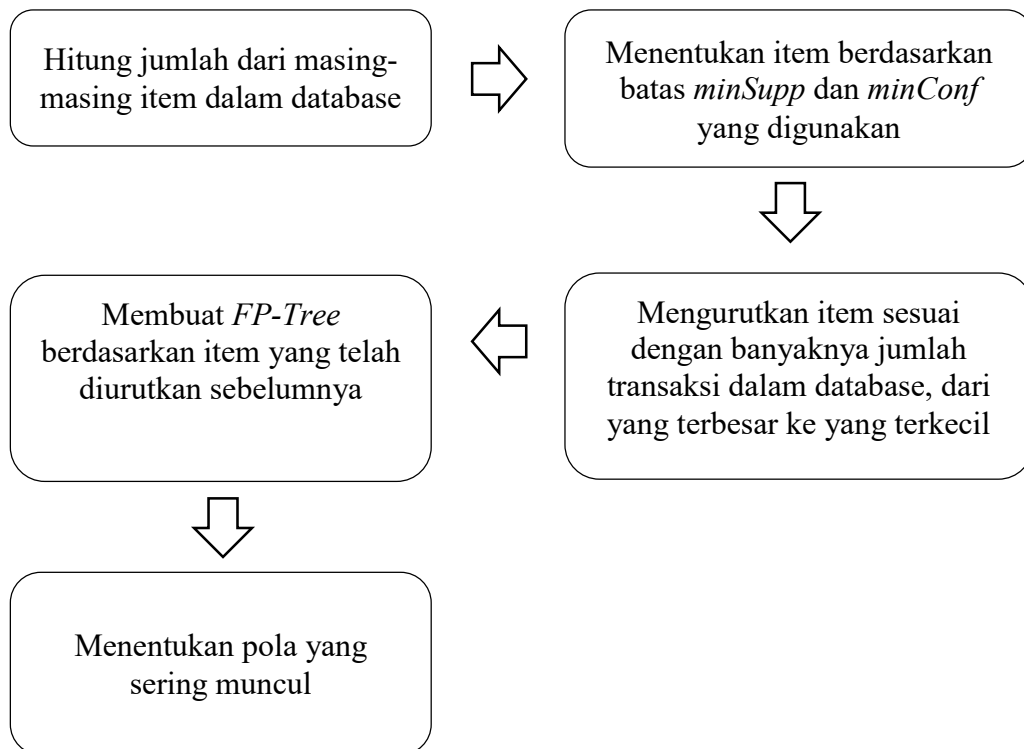 Hitung jumlah dari masing-
masing item dalam database
Menentukan item berdasarkan
batas minSupp dan minConf
yang digunakan
Mengurutkan item sesuai
dengan banyaknya jumlah
transaksi dalam database, dari
yang terbesar ke yang terkecil
Membuat FP-Tree
berdasarkan item yang telah
diurutkan sebelumnya
Menentukan pola yang
sering muncul